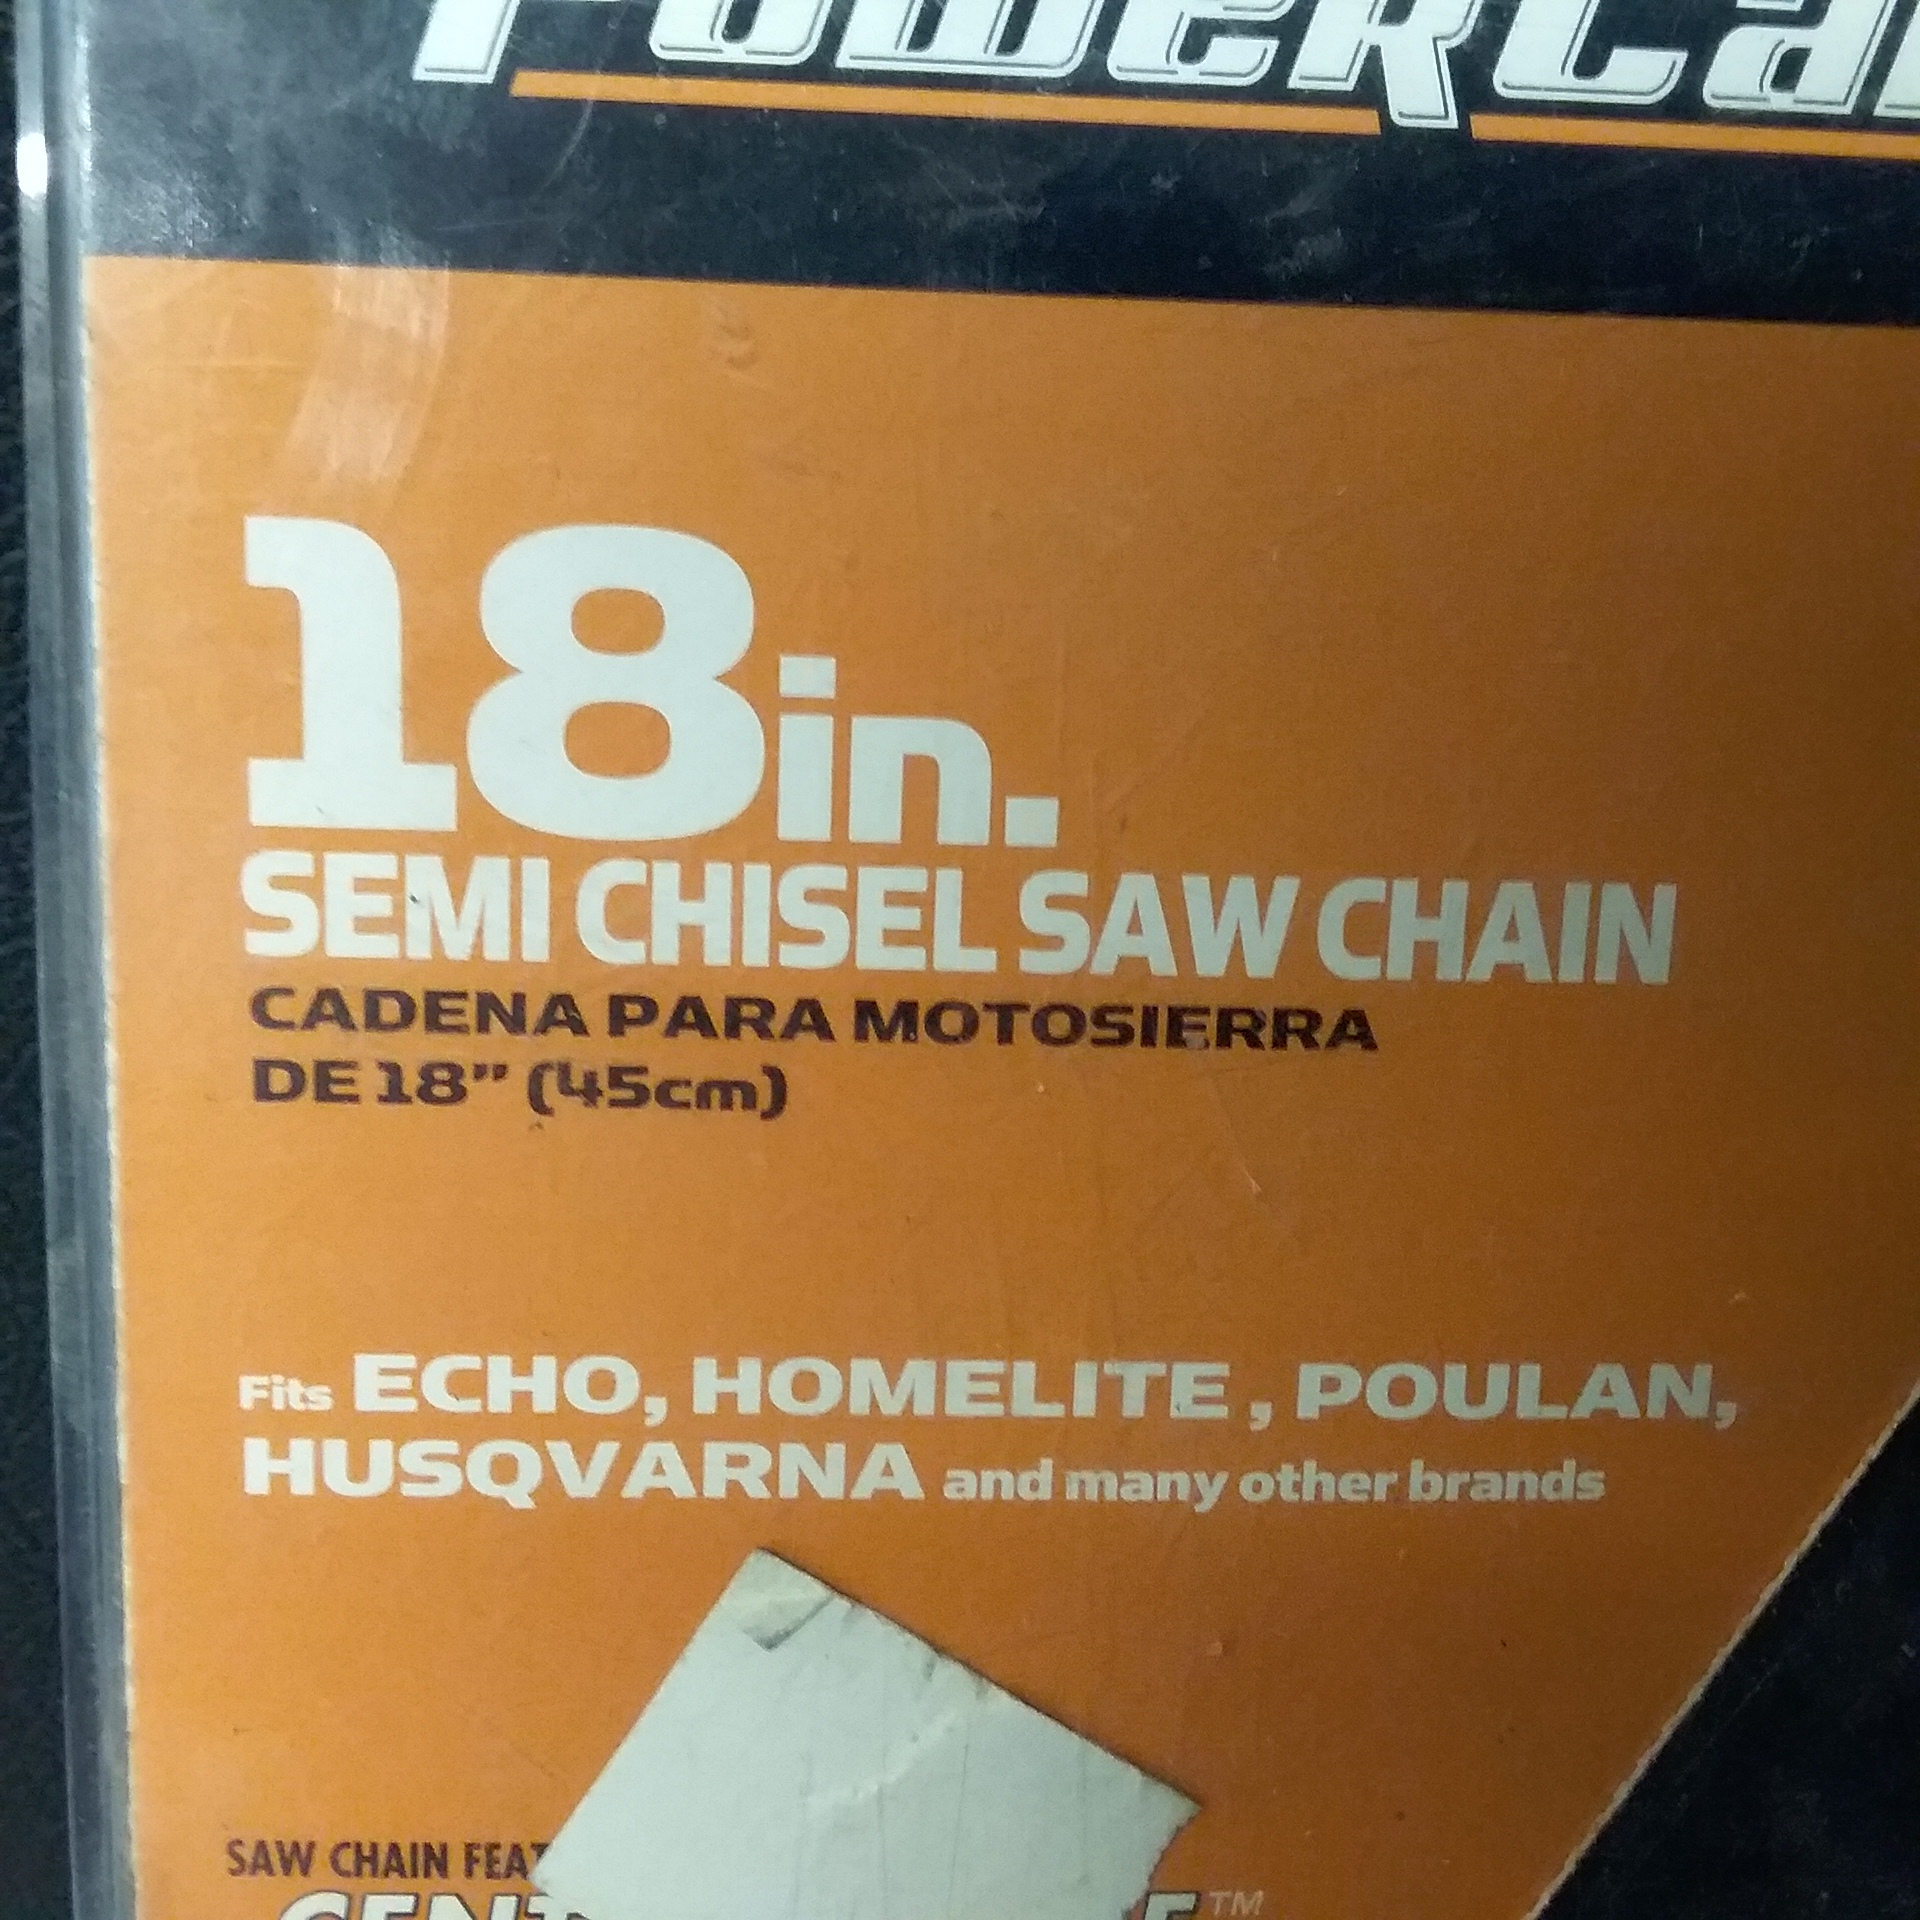 18in.
SEMI CHISEL SAW CHAIN
CADENA PARA MOTOSIERRA
DE 18" (45cm)
Fits ECHO, HOMELITE, POULAN,
HUSQVARNA and many other brands
SAW CHAIN
™